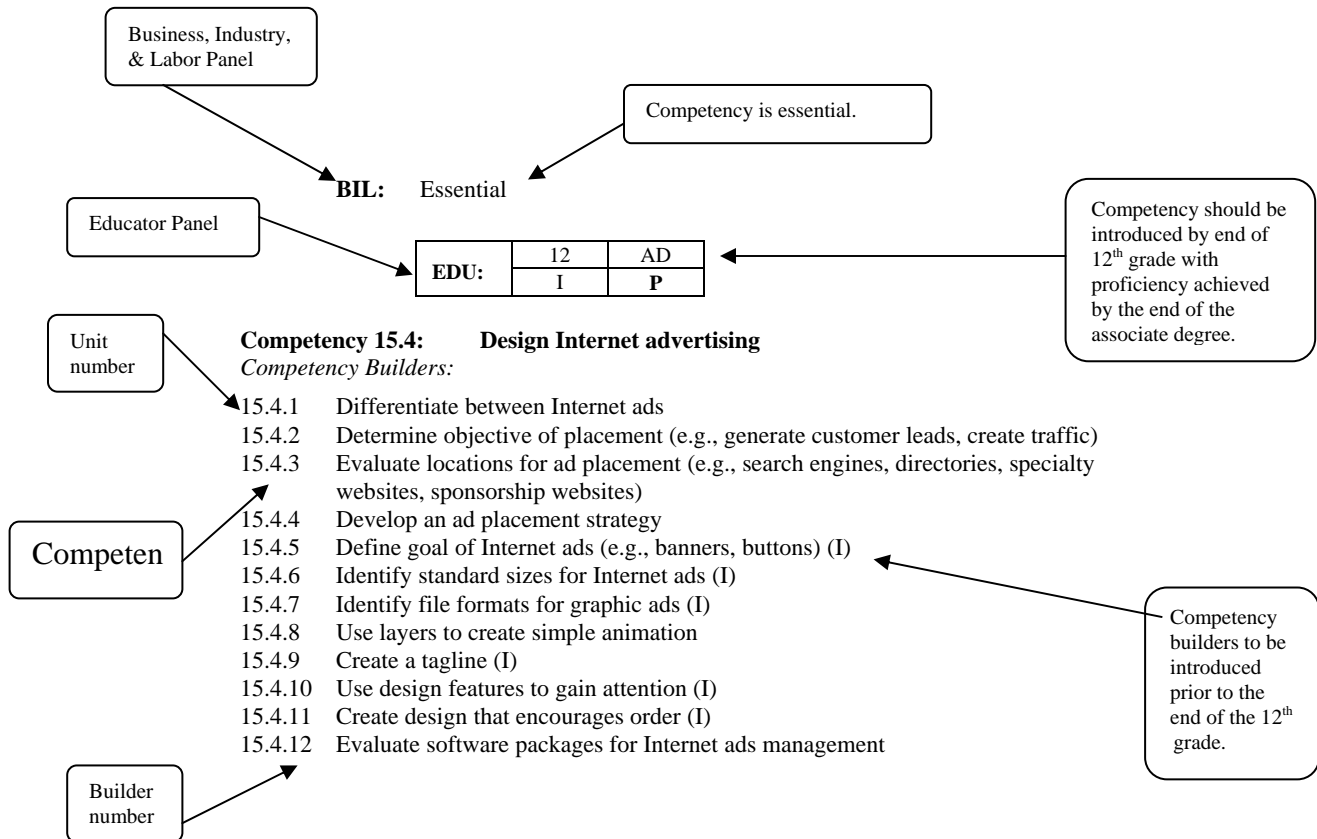 Business, Industry,
& Labor Panel
Competency is essential.
BIL: Essential
Educator Panel
Competency should be
introduced by end of
12th grade with
proficiency achieved
by the end of the
associate degree.
EDU: 12 AD
I P
Unit
number
Competency 15.4: Design Internet advertising
Competency Builders:
15.4.1 Differentiate between Internet ads
15.4.2 Determine objective of placement (e.g., generate customer leads, create traffic)
15.4.3 Evaluate locations for ad placement (e.g., search engines, directories, specialty
websites, sponsorship websites)
15.4.4 Develop an ad placement strategy
Competen
15.4.5 Define goal of Internet ads (e.g., banners, buttons) (I)
15.4.6 Identify standard sizes for Internet ads (I)
15.4.7 Identify file formats for graphic ads (I)
15.4.8 Use layers to create simple animation
15.4.9 Create a tagline (I)
15.4.10 Use design features to gain attention (I)
15.4.11 Create design that encourages order (I)
15.4.12 Evaluate software packages for Internet ads management
Competency
builders to be
introduced
prior to the
end of the 12th
grade.
Builder
number